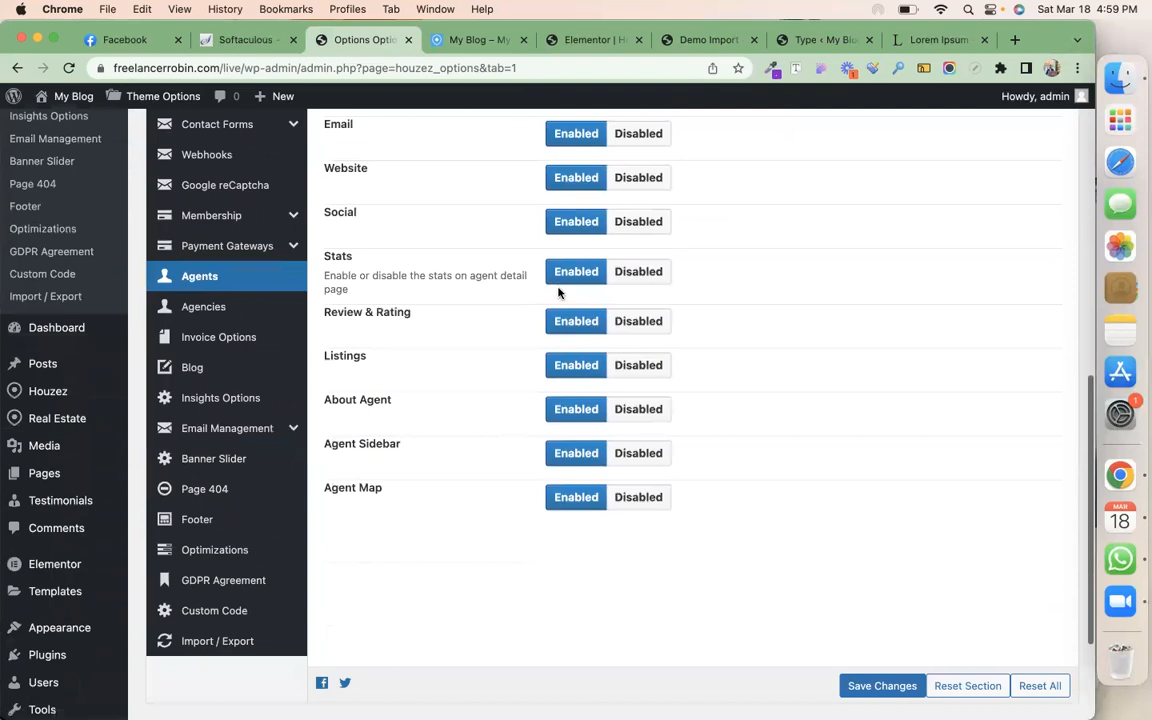 Chrome File Edit View History Bookmarks Profiles Tab Window Help Sat Mar 18 4:59 PM
Facebook Softaculous - Options Optio My Blog – My Elementor | H Demo Import Type ‹ My Blo Lorem Ipsum
freelancerrobin.com/live/wp-admin/admin.php?page=houzez_options&tab=1
My Blog Theme Options 0 New Howdy, admin
Insights Options
Email Management
Banner Slider
Page 404
Footer
Optimizations
GDPR Agreement
Custom Code
Import / Export
Dashboard
Posts
Houzez
Real Estate
Media
Pages
Testimonials
Comments
Elementor
Templates
Appearance
Plugins
Users
Tools
Contact Forms
Webhooks
Google reCaptcha
Membership
Payment Gateways
Agents
Agencies
Invoice Options
Blog
Insights Options
Email Management
Banner Slider
Page 404
Footer
Optimizations
GDPR Agreement
Custom Code
Import / Export
Email Enabled Disabled
Website Enabled Disabled
Social Enabled Disabled
Stats
Enable or disable the stats on agent detail
page
Enabled Disabled
Review & Rating Enabled Disabled
Listings Enabled Disabled
About Agent Enabled Disabled
Agent Sidebar Enabled Disabled
Agent Map Enabled Disabled
Save Changes Reset Section Reset All
1
MAR
18